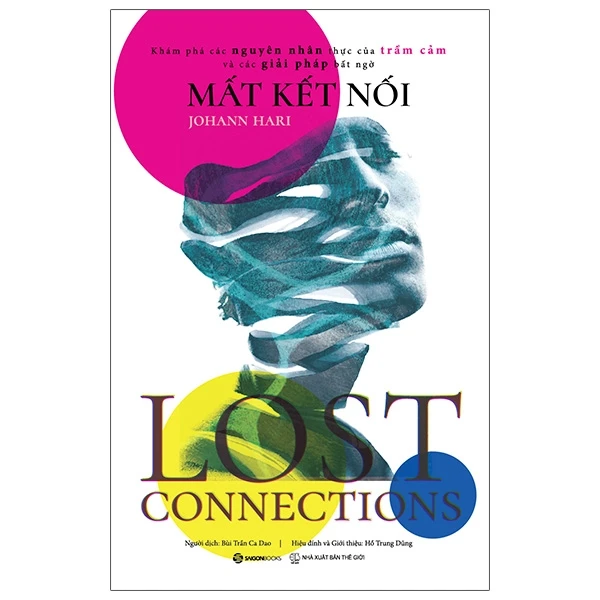 Khám phá các nguyên nhân thực của trầm cảm
và các giải pháp bất ngờ
MẤT KẾT NỐI
JOHANN HARI
LOST
CONNECTIONS
Người dịch: Bùi Trần Ca Dao | Hiệu đính và Giới thiệu: Hồ Trung Dũng
SAIGONBOOKS NHÀ XUẤT BẢN THẾ GIỚI